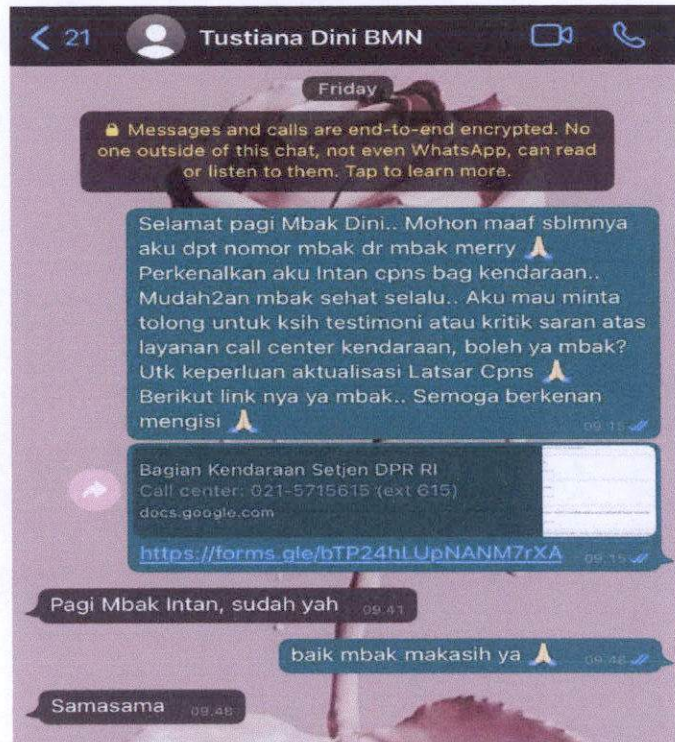 21
Tustiana Dini BMN
Friday
Messages and calls are end-to-end encrypted. No
one outside of this chat, not even WhatsApp, can read
or listen to them. Tap to learn more.
Selamat pagi Mbak Dini.. Mohon maaf sblmnya
aku dpt nomor mbak dr mbak merry 🙏🏻
Perkenalkan aku Intan cpns bag kendaraan..
Mudah2an mbak sehat selalu.. Aku mau minta
tolong untuk ksih testimoni atau kritik saran atas
layanan call center kendaraan, boleh ya mbak?
Utk keperluan aktualisasi Latsar Cpns 🙏🏻
Berikut link nya ya mbak.. Semoga berkenan
mengisi 🙏🏻
09.15
Bagian Kendaraan Setjen DPR RI
Call center: 021-5715615 (ext 615)
docs.google.com
https://forms.gle/bTP24hLUpNANM7rXA 09.15
Pagi Mbak Intan, sudah yah 09.41
baik mbak makasih ya 🙏🏻 09.48
Samasama 09.48